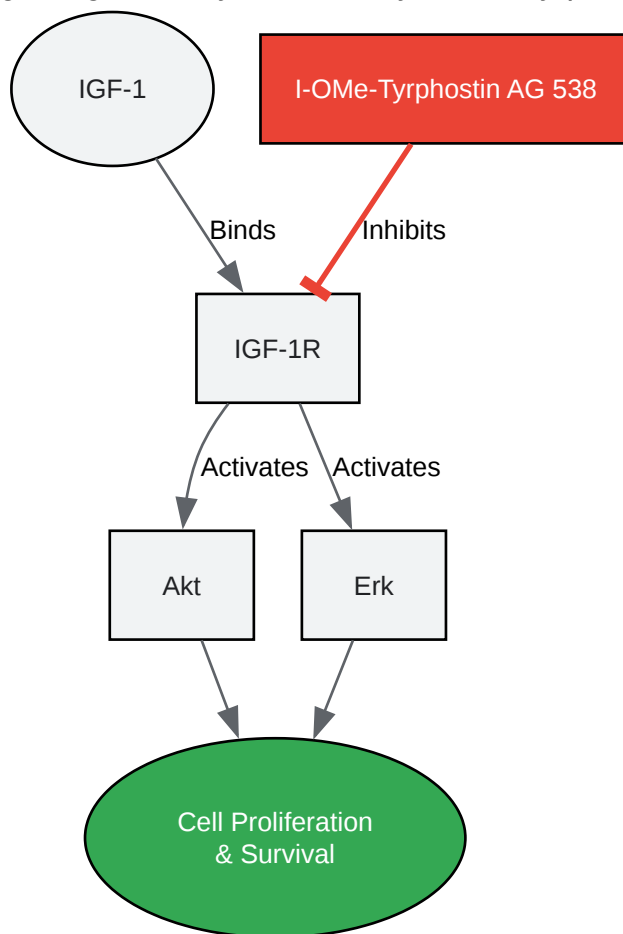 IGF-1
I-OMe-Tyrphostin AG 538
Binds
Inhibits
IGF-1R
Activates
Activates
Akt
Erk
Cell Proliferation
& Survival